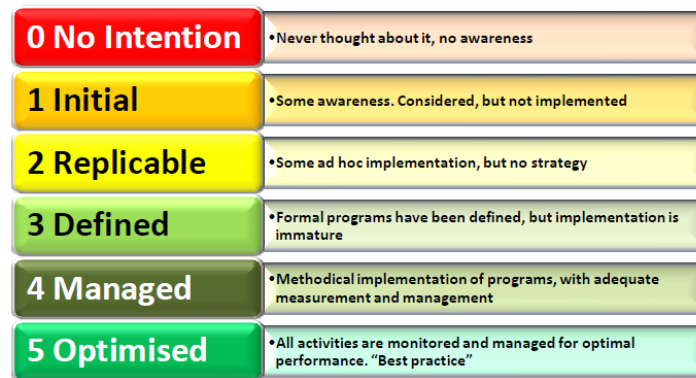 0 No Intention
•Never thought about it, no awareness
1 Initial
•Some awareness. Considered, but not implemented
2 Replicable
•Some ad hoc implementation, but no strategy
3 Defined
•Formal programs have been defined, but implementation is
immature
4 Managed
•Methodical implementation of programs, with adequate
measurement and management
5 Optimised
•All activities are monitored and managed for optimal
performance. “Best practice”